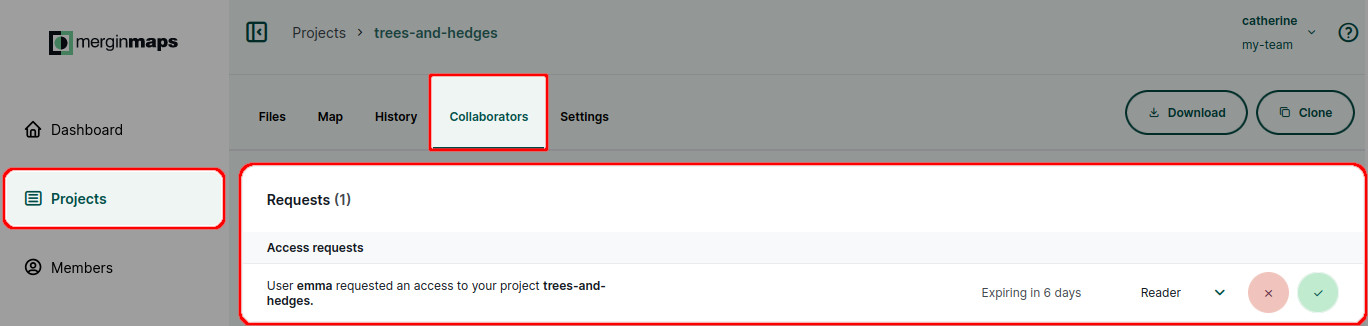 merginmaps
Projects > trees-and-hedges
catherine
my-team
Dashboard
Projects
Members
Files Map History Collaborators Settings
Download Clone
Requests (1)
Access requests
User emma requested an access to your project trees-and-
hedges.
Expiring in 6 days
Reader